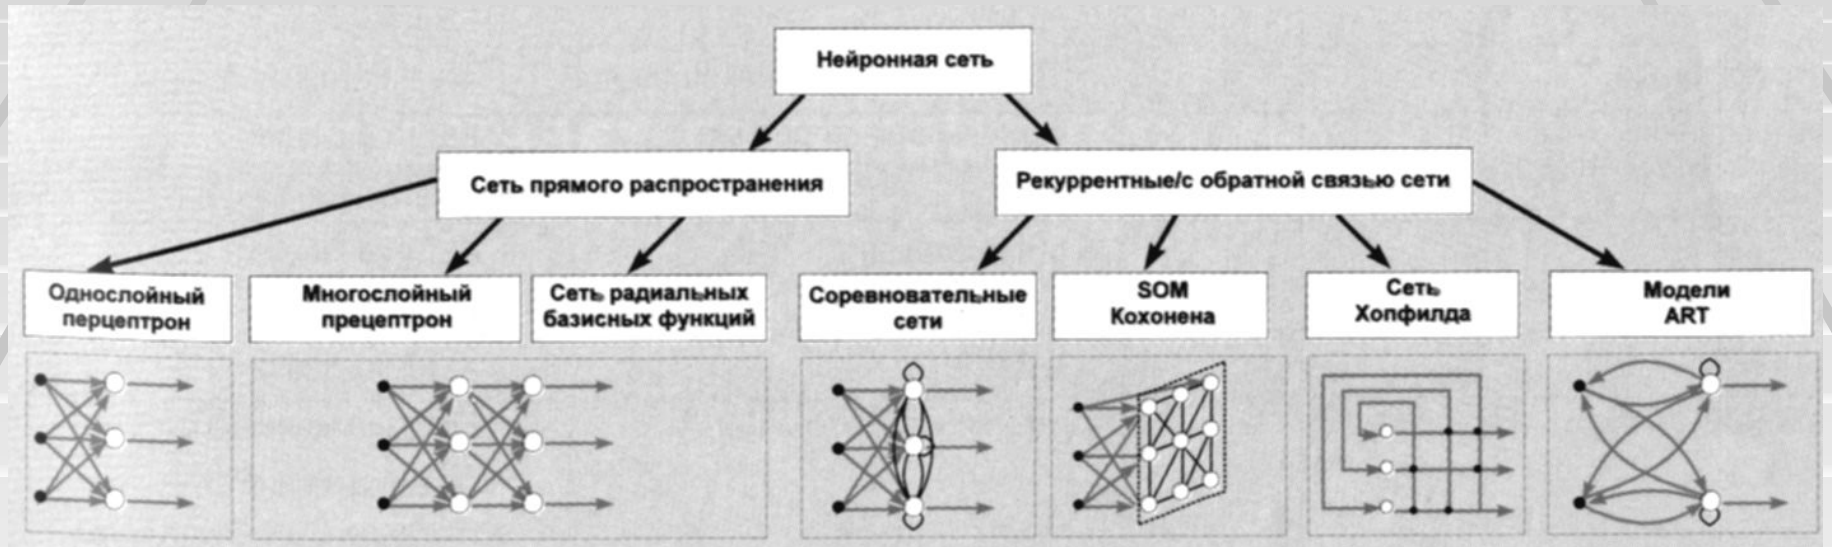 Нейронная сеть
Сеть прямого распространения
Рекуррентные/с обратной связью сети
Однослойный
перцептрон
Многослойный
прецептрон
Сеть радиальных
базисных функций
Соревновательные
сети
SOM
Кохонена
Сеть
Хопфилда
Модели
ART